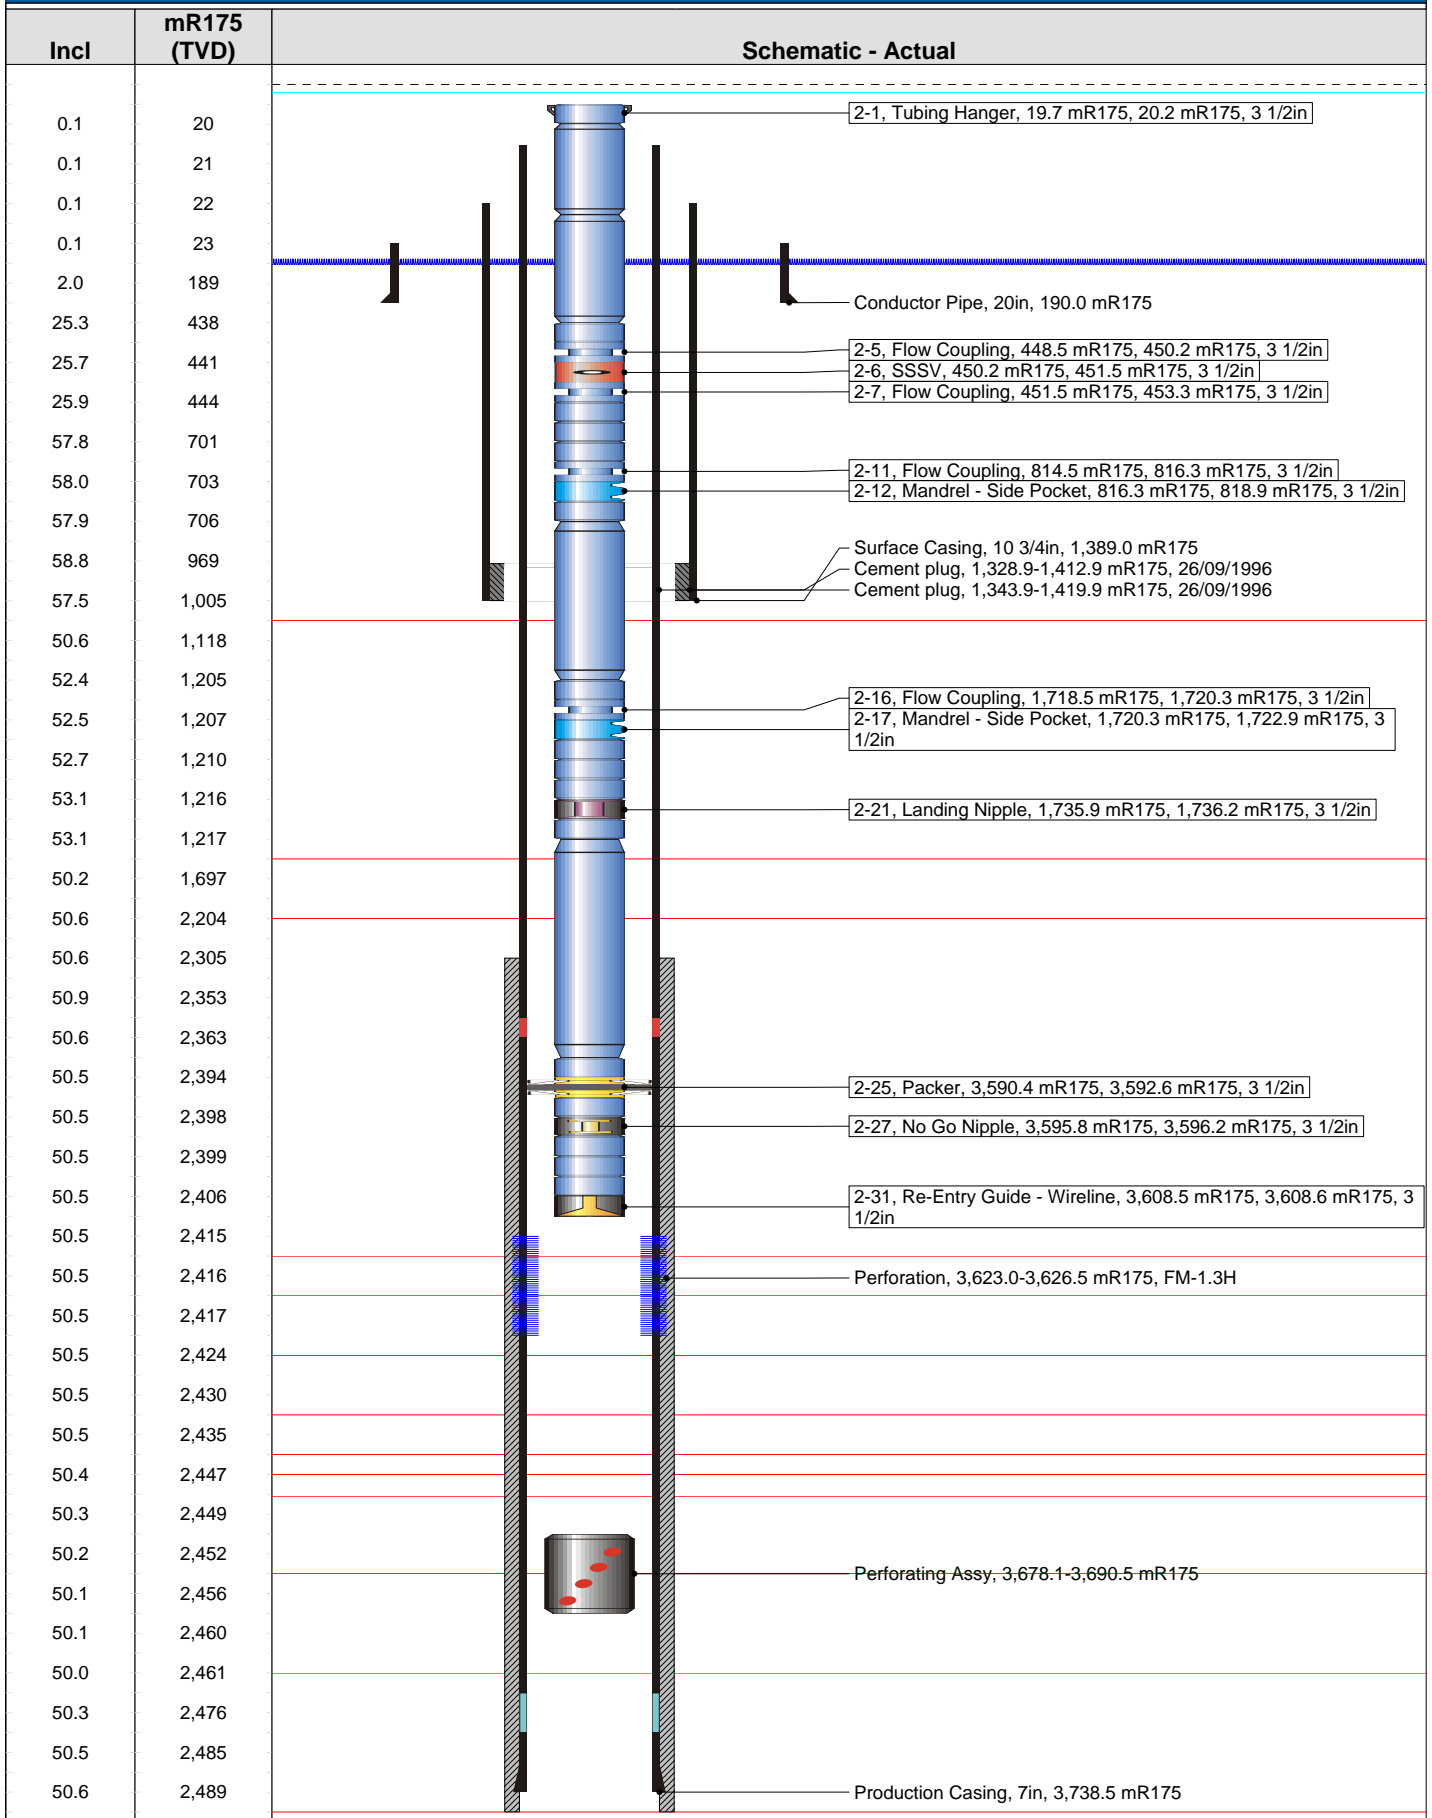 Incl
mR175
(TVD)
Schematic - Actual
0.1 20
2-1, Tubing Hanger, 19.7 mR175, 20.2 mR175, 3 1/2in
0.1 21
0.1 22
0.1 23
2.0 189
Conductor Pipe, 20in, 190.0 mR175
25.3 438
2-5, Flow Coupling, 448.5 mR175, 450.2 mR175, 3 1/2in
25.7 441
2-6, SSSV, 450.2 mR175, 451.5 mR175, 3 1/2in
2-7, Flow Coupling, 451.5 mR175, 453.3 mR175, 3 1/2in
25.9 444
57.8 701
2-11, Flow Coupling, 814.5 mR175, 816.3 mR175, 3 1/2in
58.0 703
2-12, Mandrel - Side Pocket, 816.3 mR175, 818.9 mR175, 3 1/2in
57.9 706
Surface Casing, 10 3/4in, 1,389.0 mR175
58.8 969
Cement plug, 1,328.9-1,412.9 mR175, 26/09/1996
Cement plug, 1,343.9-1,419.9 mR175, 26/09/1996
57.5 1,005
50.6 1,118
52.4 1,205
2-16, Flow Coupling, 1,718.5 mR175, 1,720.3 mR175, 3 1/2in
52.5 1,207
2-17, Mandrel - Side Pocket, 1,720.3 mR175, 1,722.9 mR175, 3
1/2in
52.7 1,210
53.1 1,216
2-21, Landing Nipple, 1,735.9 mR175, 1,736.2 mR175, 3 1/2in
53.1 1,217
50.2 1,697
50.6 2,204
50.6 2,305
50.9 2,353
50.6 2,363
50.5 2,394
2-25, Packer, 3,590.4 mR175, 3,592.6 mR175, 3 1/2in
50.5 2,398
2-27, No Go Nipple, 3,595.8 mR175, 3,596.2 mR175, 3 1/2in
50.5 2,399
50.5 2,406
2-31, Re-Entry Guide - Wireline, 3,608.5 mR175, 3,608.6 mR175, 3
1/2in
50.5 2,415
50.5 2,416
Perforation, 3,623.0-3,626.5 mR175, FM-1.3H
50.5 2,417
50.5 2,424
50.5 2,430
50.5 2,435
50.4 2,447
50.3 2,449
50.2 2,452
Perforating Assy, 3,678.1-3,690.5 mR175
50.1 2,456
50.1 2,460
50.0 2,461
50.3 2,476
50.5 2,485
50.6 2,489
Production Casing, 7in, 3,738.5 mR175